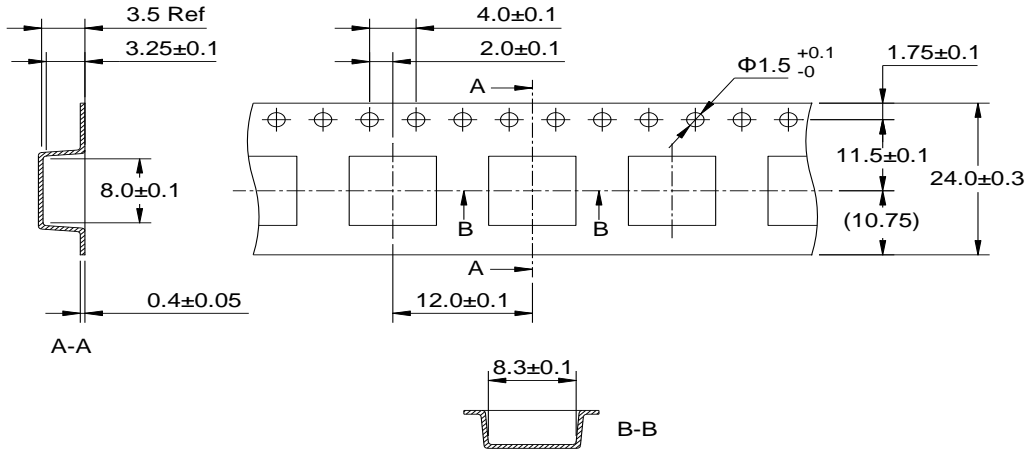 3.5 Ref
4.0±0.1
3.25±0.1
2.0±0.1
Φ1.5 +0.1 -0
1.75±0.1
A
11.5±0.1
8.0±0.1
24.0±0.3
(10.75)
B
B
A
0.4±0.05
12.0±0.1
A-A
8.3±0.1
B-B